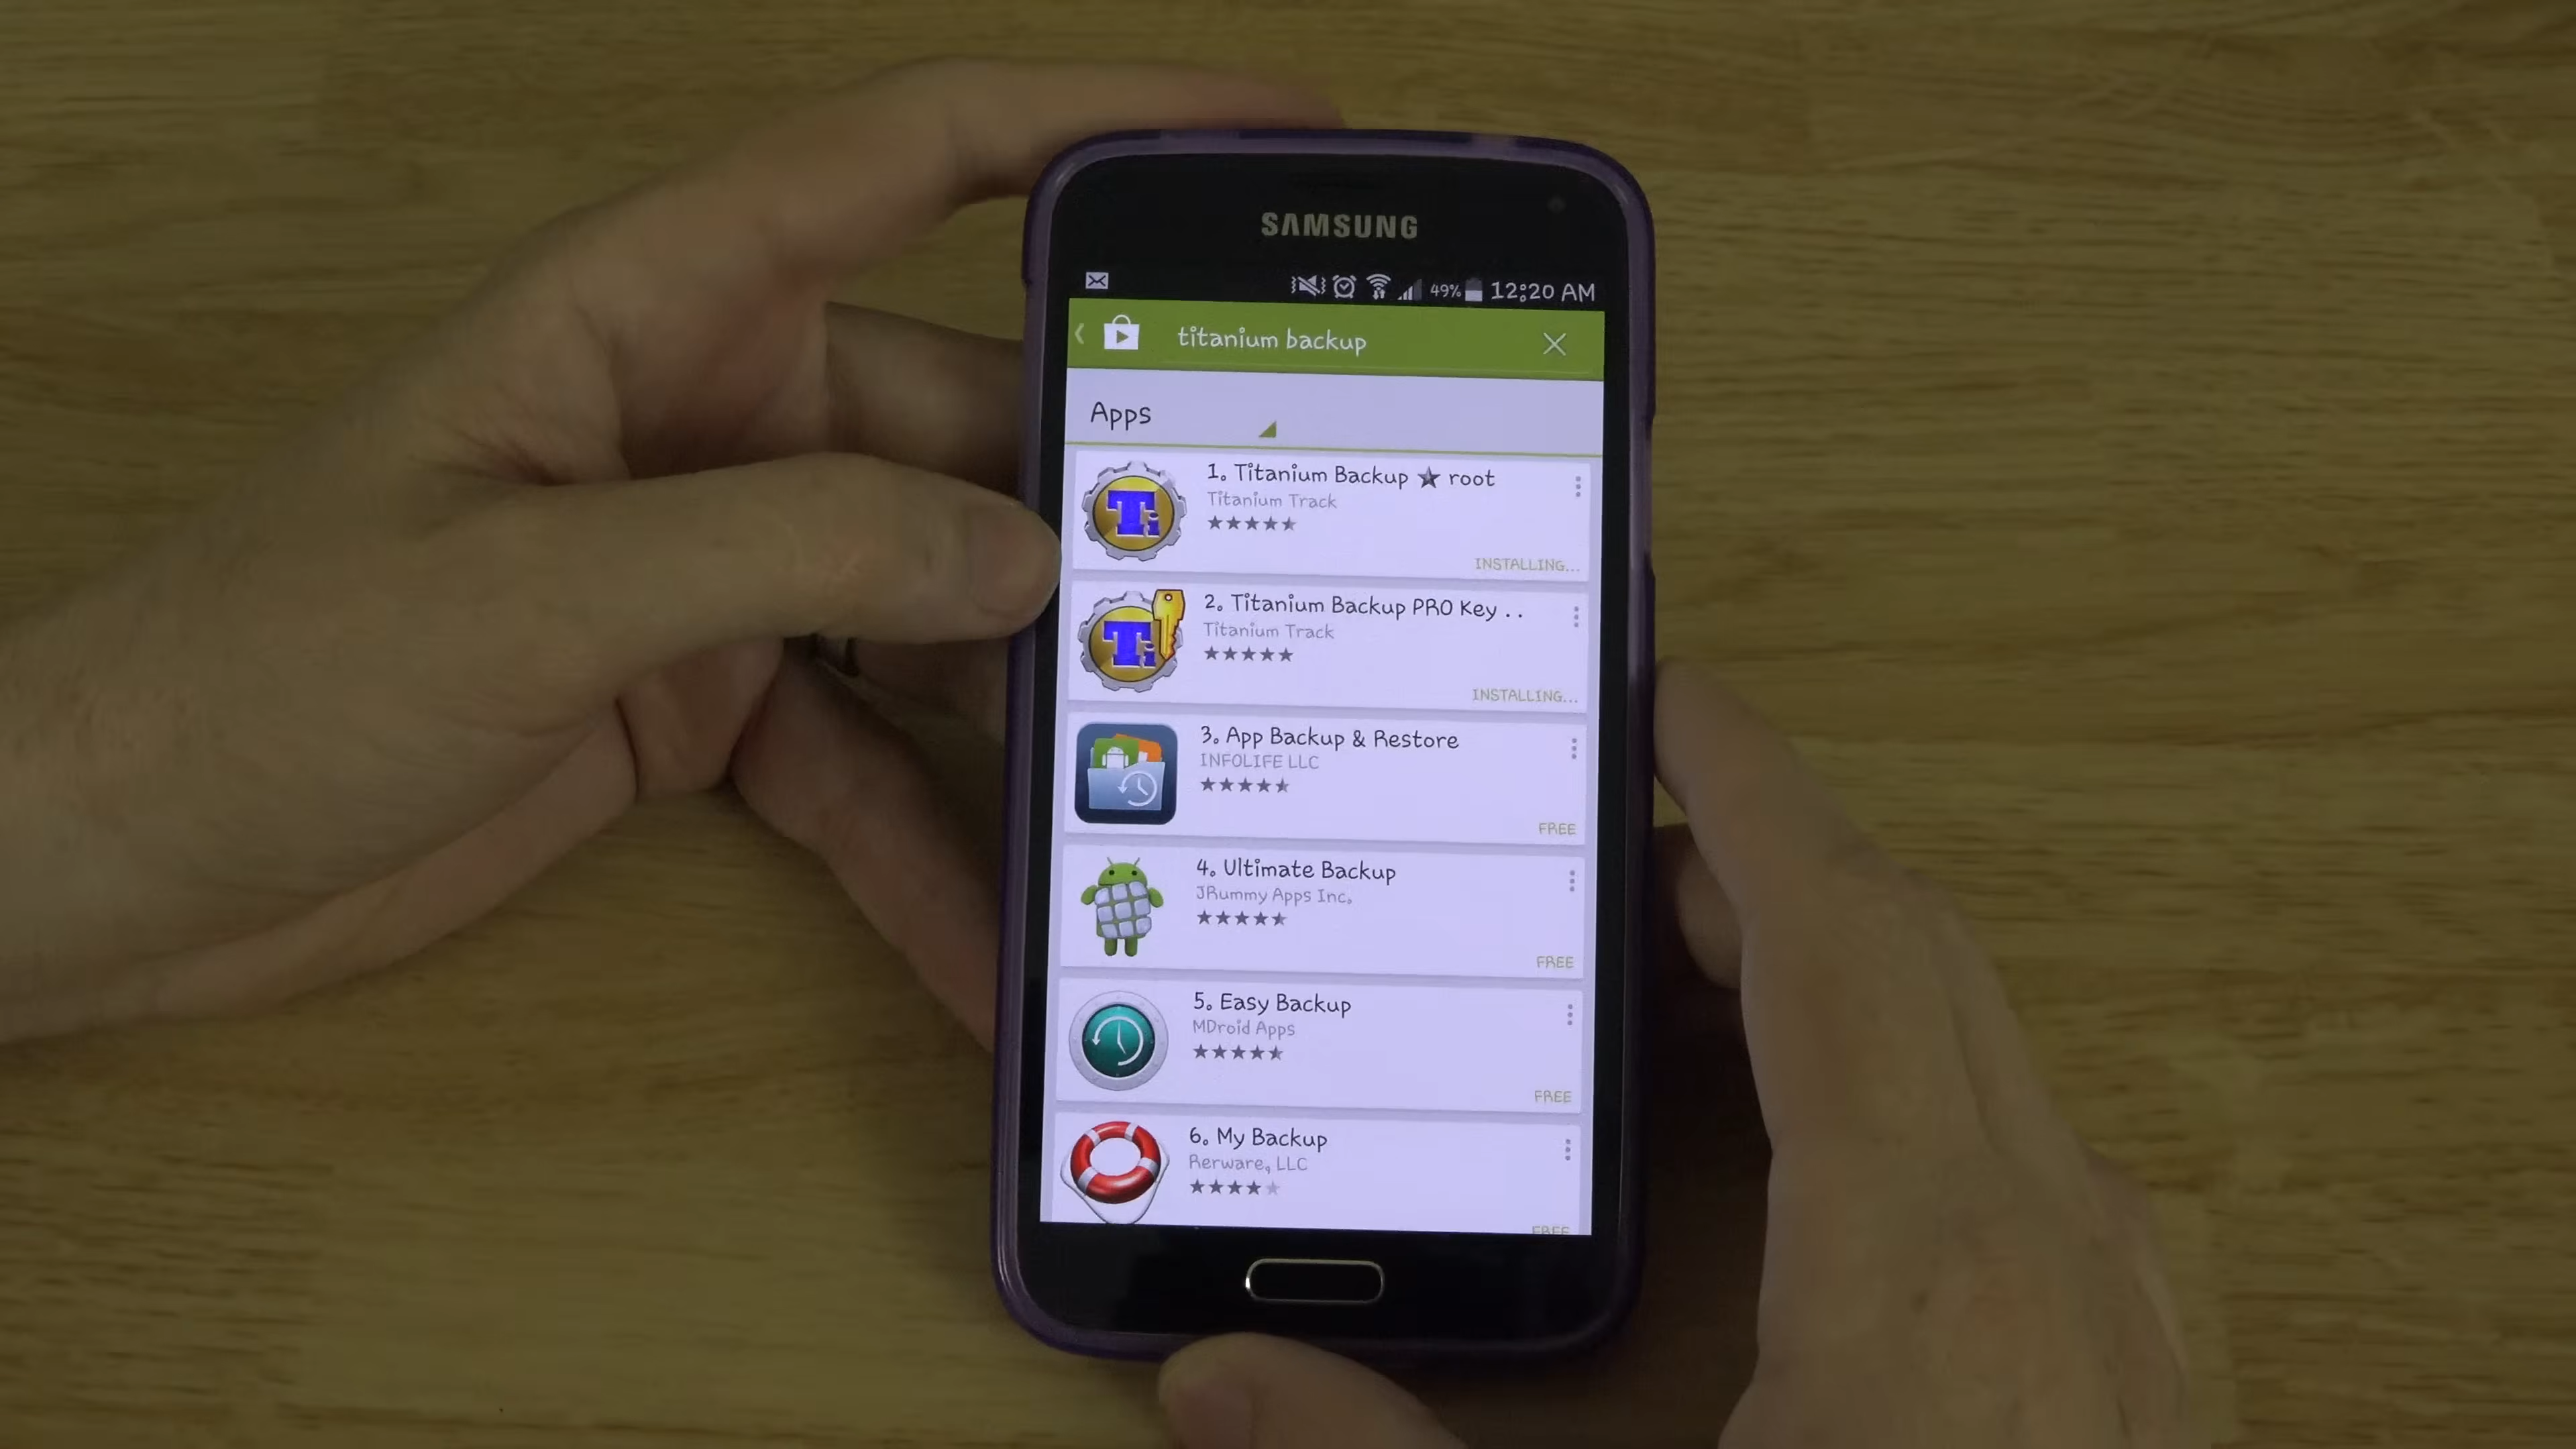 SAMSUNG
49% 12:20 AM
titanium backup
Apps
1. Titanium Backup ★ root
Titanium Track
INSTALLING...
2. Titanium Backup PRO Key . .
Titanium Track
INSTALLING...
3. App Backup & Restore
INFOLIFE LLC
FREE
4. Ultimate Backup
JRummy Apps Inc.
FREE
5. Easy Backup
MDroid Apps
FREE
6. My Backup
Rerware, LLC
FREE